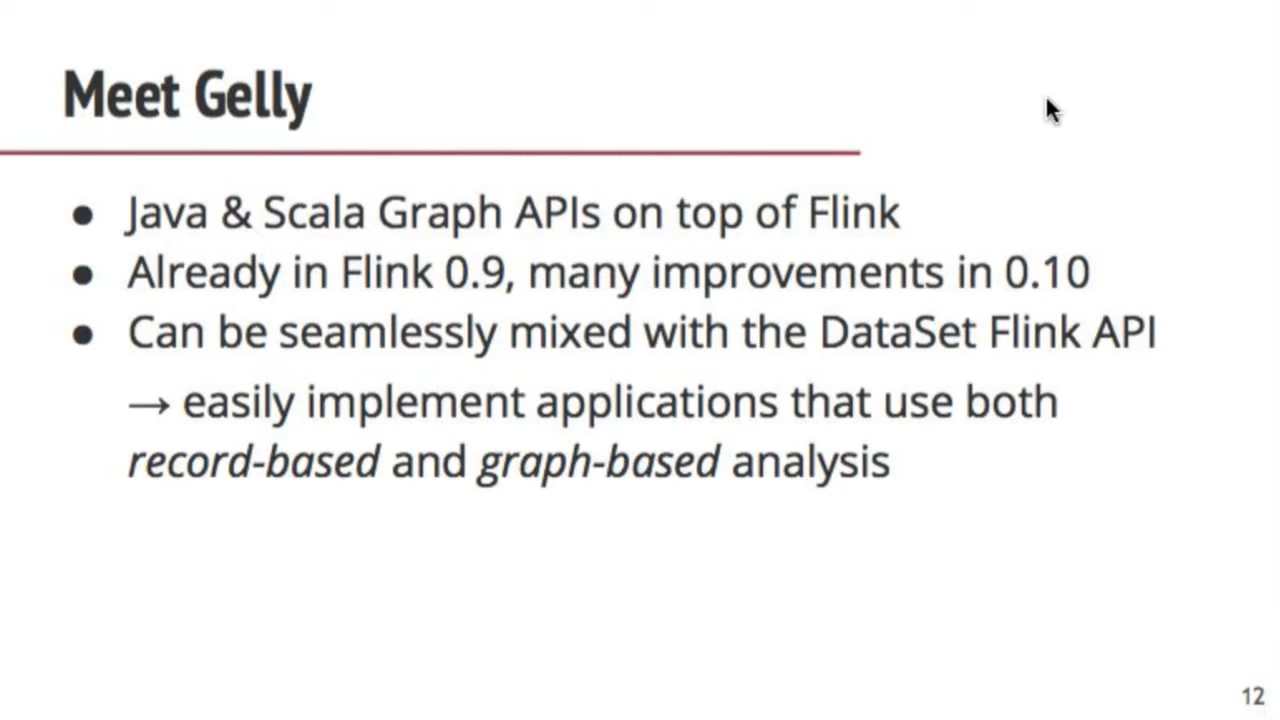 Meet Gelly
● Java & Scala Graph APIs on top of Flink
● Already in Flink 0.9, many improvements in 0.10
● Can be seamlessly mixed with the DataSet Flink API
→ easily implement applications that use both
record-based and graph-based analysis
12